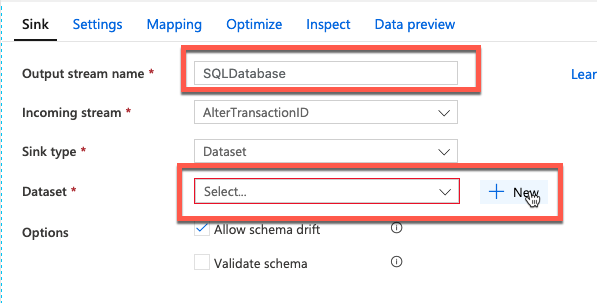 Sink Settings Mapping Optimize Inspect Data preview
Output stream name * SQLDatabase Lear
Incoming stream * AlterTransactionID
Sink type * Dataset
Dataset * Select... + New
Options Allow schema drift
Validate schema